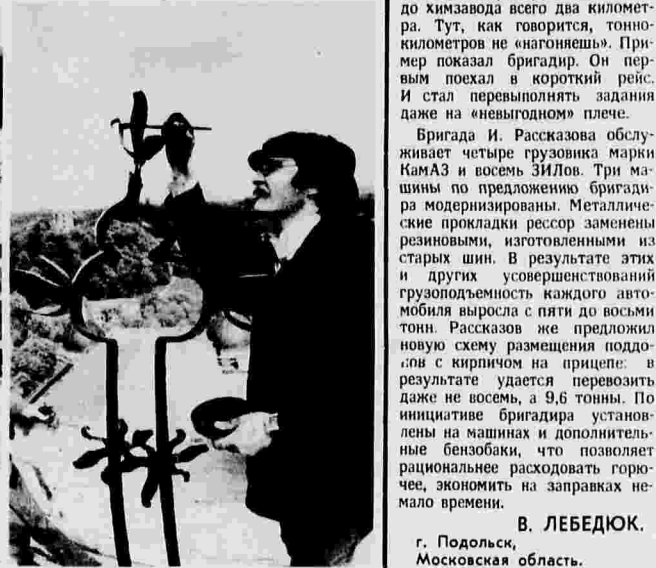 до химзавода всего два километ-
ра. Тут, как говорится, тонно-
километров не «нагоняешь». При-
мер показал бригадир. Он пер-
вым поехал в короткий рейс.
И стал перевыполнять задания
даже на «невыгодном» плече.
Бригада И. Рассказова обслу-
живает четыре грузовика марки
КамАЗ и восемь ЗИЛов. Три ма-
шины по предложению бригади-
ра модернизированы. Металличе-
ские прокладки рессор заменены
резиновыми, изготовленными из
старых шин. В результате этих
и других усовершенствований
грузоподъемность каждого авто-
мобиля выросла с пяти до восьми
тонн. Рассказов же предложил
новую схему размещения поддо-
нов с кирпичом на прицепе: в
результате удается перевозить
даже не восемь, а 9,6 тонны. По
инициативе бригадира установ-
лены на машинах и дополнитель-
ные бензобаки, что позволяет
рациональнее расходовать горю-
чее, экономить на заправках не-
мало времени.
В. ЛЕБЕДЮК.
г. Подольск,
Московская область.